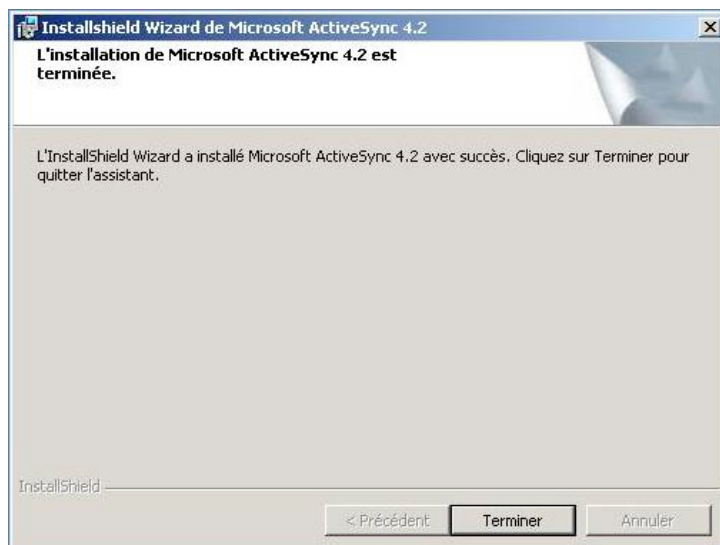 Installshield Wizard de Microsoft ActiveSync 4.2
L'installation de Microsoft ActiveSync 4.2 est
terminée.
L'InstallShield Wizard a installé Microsoft ActiveSync 4.2 avec succès. Cliquez sur Terminer pour
quitter l'assistant.
InstallShield
< Précédent Terminer Annuler